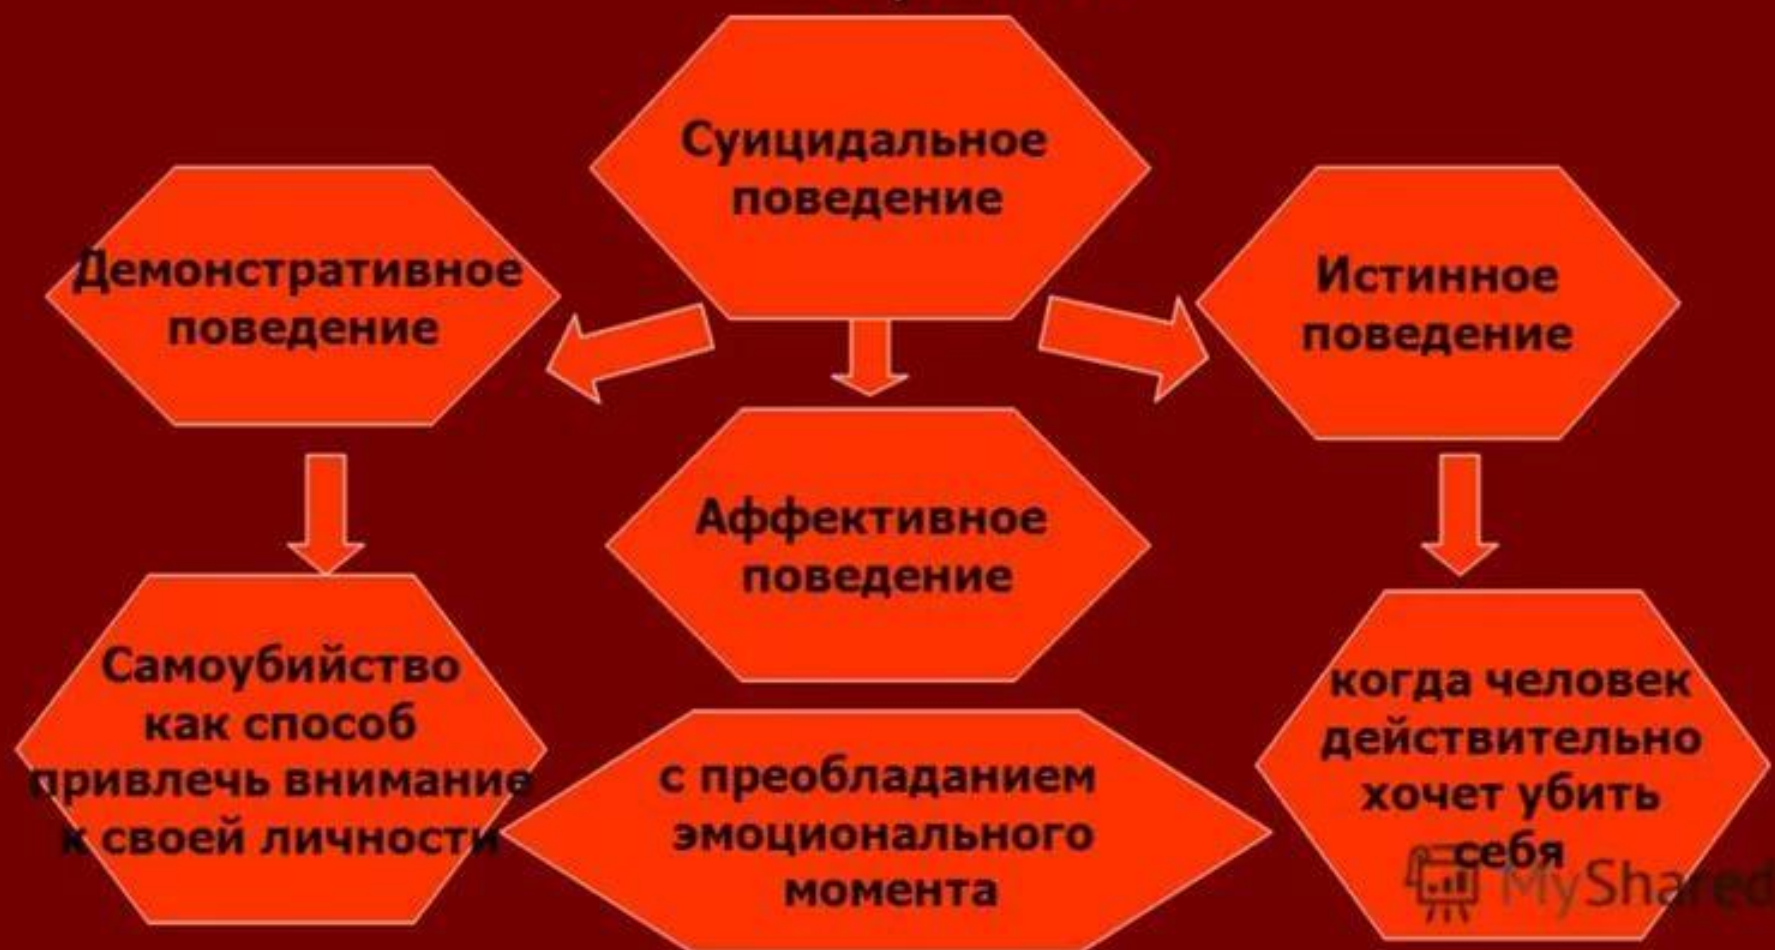 Суицидальное
поведение
Демонстративное
поведение
Истинное
поведение
Аффективное
поведение
Самоубийство
как способ
привлечь внимание
к своей личности
с преобладанием
эмоционального
момента
когда человек
действительно
хочет убить
себя
MyShared